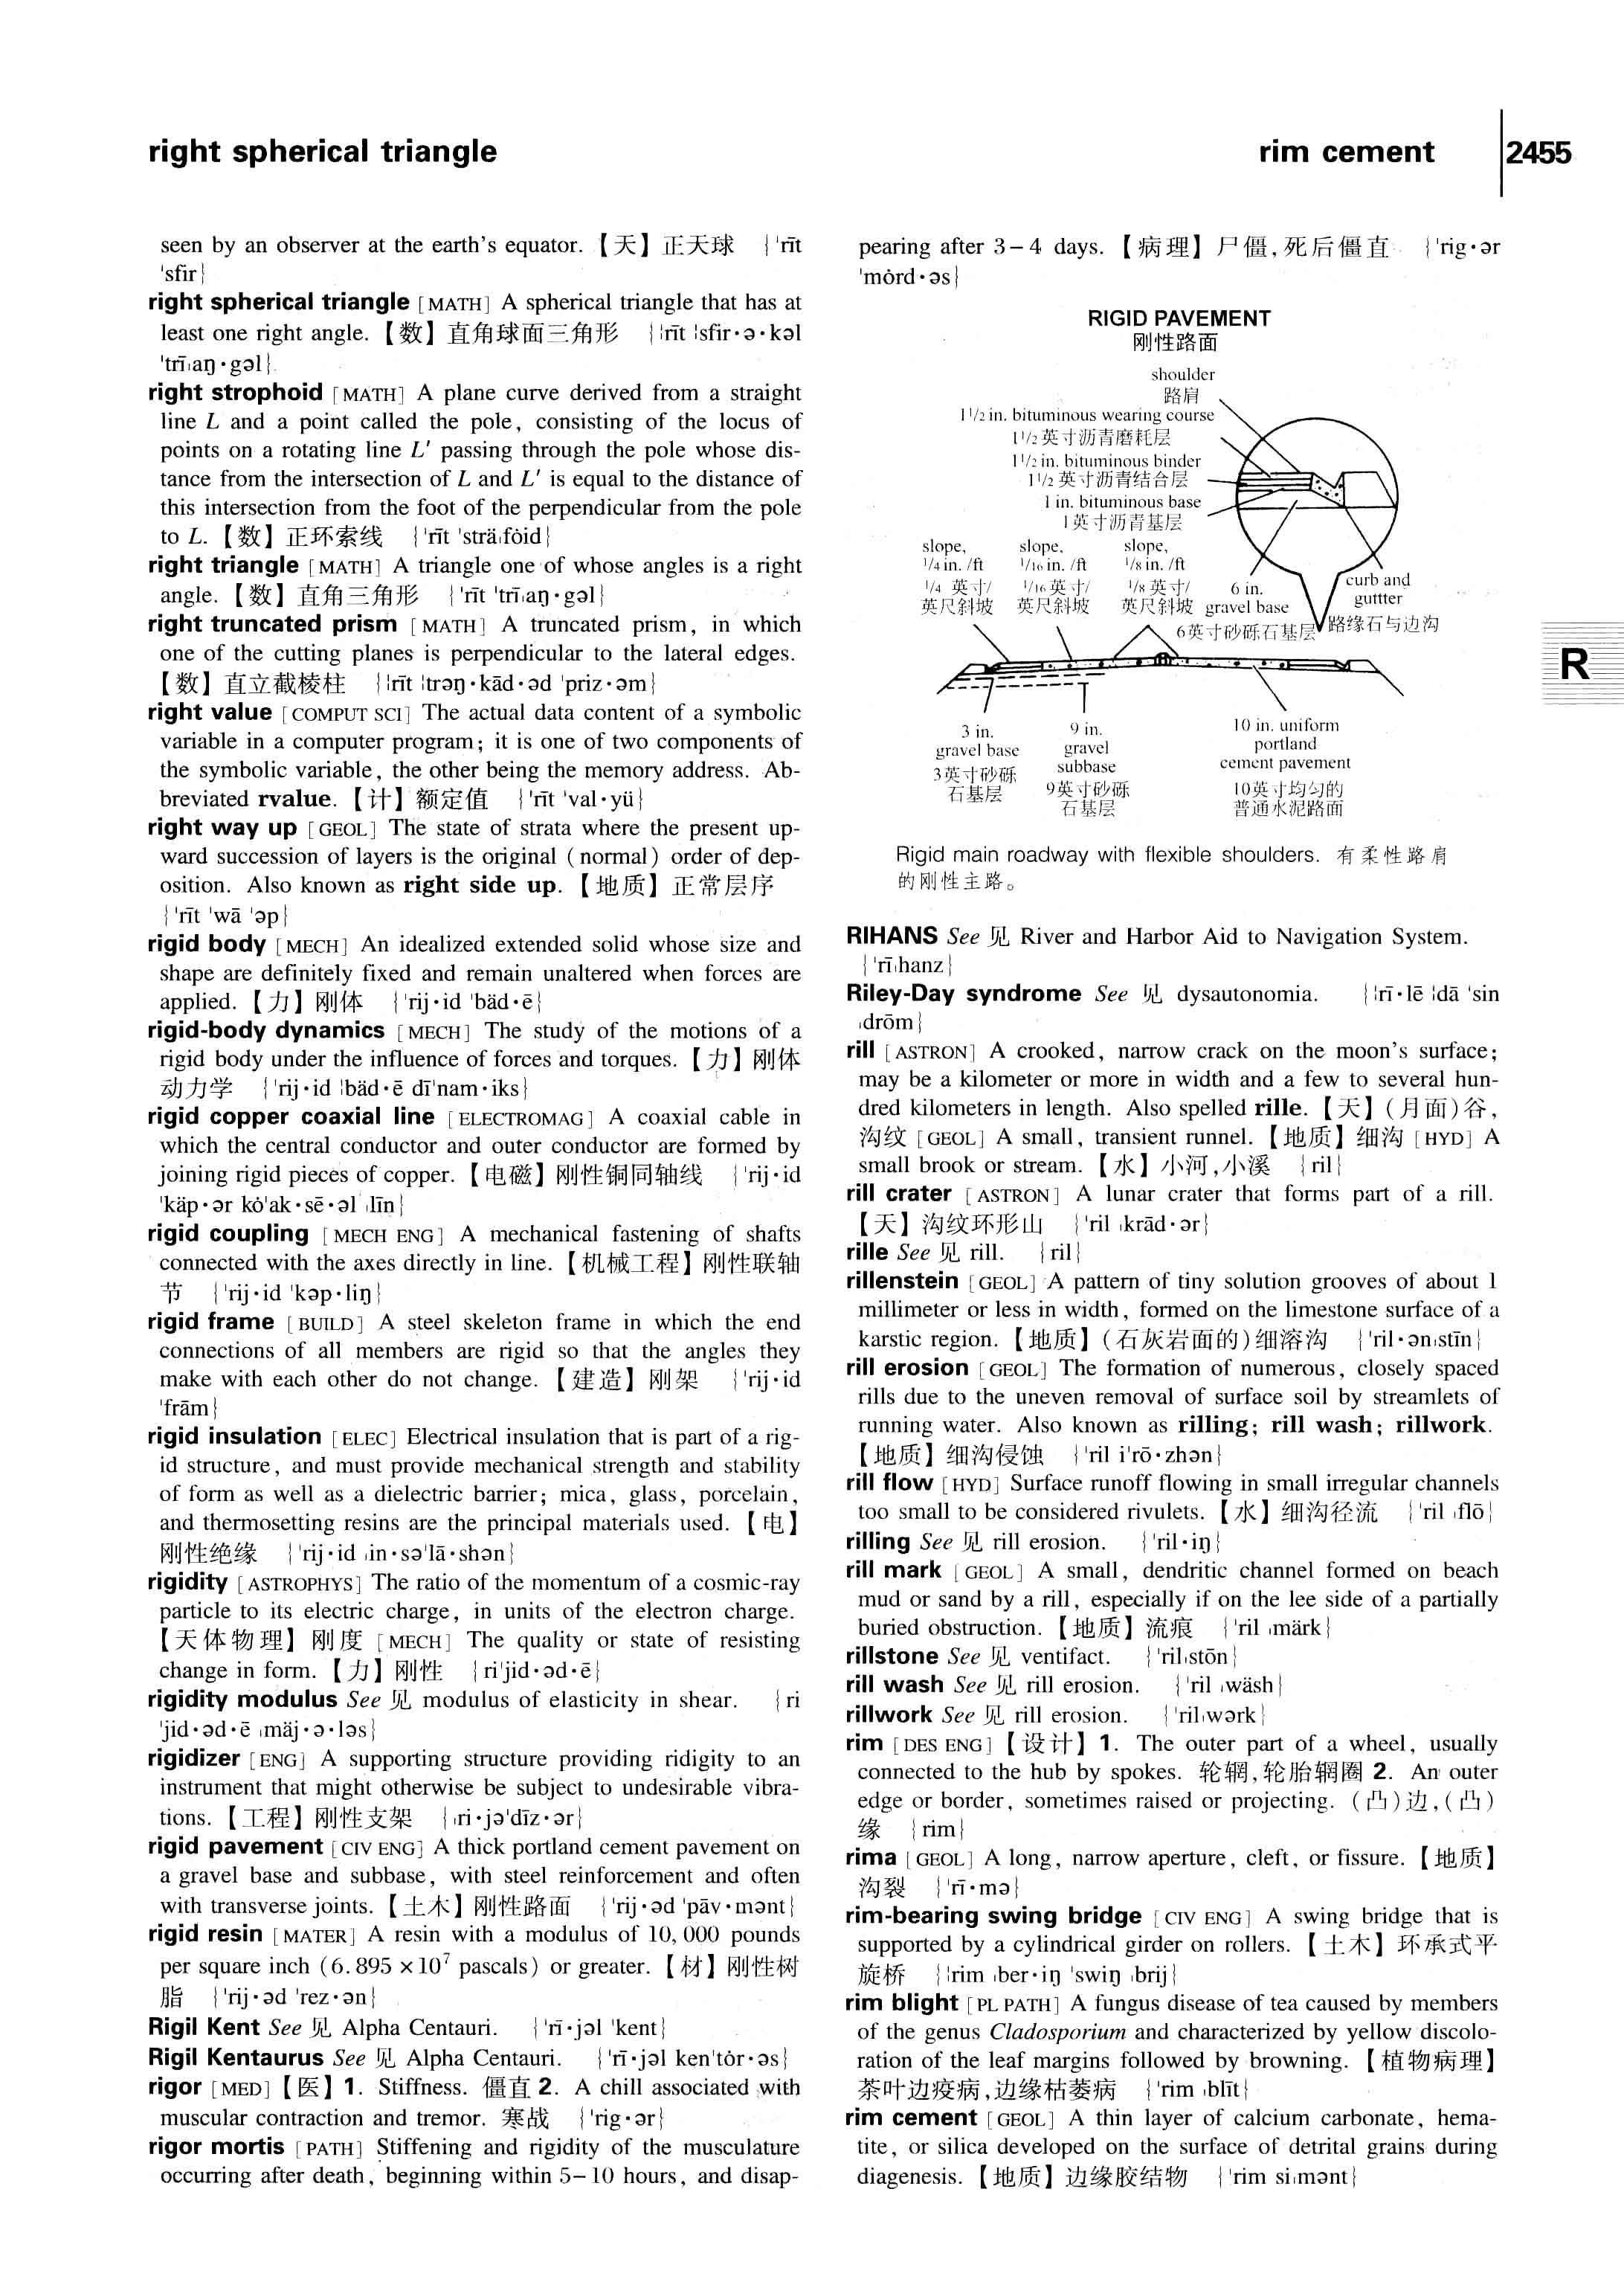 right spherical triangle
rim cement
2455
seen by an observer at the earth's equator. 【天】正天球 {ˈrīt
ˈsfir}
right spherical triangle [MATH] A spherical triangle that has at
least one right angle. 【数】直角球面三角形 {¦rīt ¦sfir·ə·kəl
ˈtrīˌaŋ·gəl}
right strophoid [MATH] A plane curve derived from a straight
line L and a point called the pole, consisting of the locus of
points on a rotating line L′ passing through the pole whose dis-
tance from the intersection of L and L′ is equal to the distance of
this intersection from the foot of the perpendicular from the pole
to L. 【数】正环索线 {ˈrīt ˈsträˌfȯid}
right triangle [MATH] A triangle one of whose angles is a right
angle. 【数】直角三角形 {ˈrīt ˈtrīˌaŋ·gəl}
right truncated prism [MATH] A truncated prism, in which
one of the cutting planes is perpendicular to the lateral edges.
【数】直立截棱柱 {¦rīt ¦trəŋ·kād·əd ˈpriz·əm}
right value [COMPUT SCI] The actual data content of a symbolic
variable in a computer program; it is one of two components of
the symbolic variable, the other being the memory address. Ab-
breviated rvalue. 【计】额定值 {ˈrīt ˈval·yü}
right way up [GEOL] The state of strata where the present up-
ward succession of layers is the original (normal) order of dep-
osition. Also known as right side up. 【地质】正常层序
{ˈrīt ˈwā ˈəp}
rigid body [MECH] An idealized extended solid whose size and
shape are definitely fixed and remain unaltered when forces are
applied. 【力】刚体 {ˈrij·id ˈbäd·ē}
rigid-body dynamics [MECH] The study of the motions of a
rigid body under the influence of forces and torques. 【力】刚体
动力学 {ˈrij·id ¦bäd·ē dīˈnam·iks}
rigid copper coaxial line [ELECTROMAG] A coaxial cable in
which the central conductor and outer conductor are formed by
joining rigid pieces of copper. 【电磁】刚性铜同轴线 {ˈrij·id
ˈkäp·ər kȯˈak·sē·əl ˌlīn}
rigid coupling [MECH ENG] A mechanical fastening of shafts
connected with the axes directly in line. 【机械工程】刚性联轴
节 {ˈrij·id ˈkəp·liŋ}
rigid frame [BUILD] A steel skeleton frame in which the end
connections of all members are rigid so that the angles they
make with each other do not change. 【建造】刚架 {ˈrij·id
ˈfrām}
rigid insulation [ELEC] Electrical insulation that is part of a rig-
id structure, and must provide mechanical strength and stability
of form as well as a dielectric barrier; mica, glass, porcelain,
and thermosetting resins are the principal materials used. 【电】
刚性绝缘 {ˈrij·id ˌin·səˈlā·shən}
rigidity [ASTROPHYS] The ratio of the momentum of a cosmic-ray
particle to its electric charge, in units of the electron charge.
【天体物理】刚度 [MECH] The quality or state of resisting
change in form. 【力】刚性 {riˈjid·əd·ē}
rigidity modulus See 见 modulus of elasticity in shear. {ri
ˈjid·əd·ē ˌmäj·ə·ləs}
rigidizer [ENG] A supporting structure providing ridigity to an
instrument that might otherwise be subject to undesirable vibra-
tions. 【工程】刚性支架 {ˌri·jəˈdīz·ər}
rigid pavement [CIV ENG] A thick portland cement pavement on
a gravel base and subbase, with steel reinforcement and often
with transverse joints. 【土木】刚性路面 {ˈrij·əd ˈpāv·mənt}
rigid resin [MATER] A resin with a modulus of 10,000 pounds
per square inch (6.895 ×10⁷ pascals) or greater. 【材】刚性树
脂 {ˈrij·əd ˈrez·ən}
Rigil Kent See 见 Alpha Centauri. {ˈrī·jəl ˈkent}
Rigil Kentaurus See 见 Alpha Centauri. {ˈrī·jəl kenˈtȯr·əs}
rigor [MED]【医】1. Stiffness. 僵直 2. A chill associated with
muscular contraction and tremor. 寒战 {ˈrig·ər}
rigor mortis [PATH] Stiffening and rigidity of the musculature
occurring after death, beginning within 5–10 hours, and disap-
pearing after 3–4 days. 【病理】尸僵,死后僵直 {ˈrig·ər
ˈmȯrd·əs}
RIGID PAVEMENT
刚性路面
shoulder
路肩
1 1/2 in. bituminous wearing course
1 1/2 英寸沥青磨耗层
1 1/2 in. bituminous binder
1 1/2 英寸沥青结合层
1 in. bituminous base
1英寸沥青基层
slope, slope, slope,
1/4 in. /ft 1/16 in. /ft 1/8 in. /ft
1/4 英寸/ 1/16 英寸/ 1/8 英寸/
英尺斜坡 英尺斜坡 英尺斜坡
6 in.
gravel base
6英寸砂砾石基层
curb and
guttter
路缘石与边沟
3 in.
gravel base
3英寸砂砾
石基层
9 in.
gravel
subbase
9英寸砂砾
石基层
10 in. uniform
portland
cement pavement
10英寸均匀的
普通水泥路面
Rigid main roadway with flexible shoulders. 有柔性路肩
的刚性主路。
R
RIHANS See 见 River and Harbor Aid to Navigation System.
{ˈrīˌhanz}
Riley-Day syndrome See 见 dysautonomia. {¦rī·lē ¦dā ˈsin
ˌdrōm}
rill [ASTRON] A crooked, narrow crack on the moon's surface;
may be a kilometer or more in width and a few to several hun-
dred kilometers in length. Also spelled rille. 【天】(月面)谷,
沟纹 [GEOL] A small, transient runnel. 【地质】细沟 [HYD] A
small brook or stream. 【水】小河,小溪 {ril}
rill crater [ASTRON] A lunar crater that forms part of a rill.
【天】沟纹环形山 {ˈril ˌkrād·ər}
rille See 见 rill. {ril}
rillenstein [GEOL] A pattern of tiny solution grooves of about 1
millimeter or less in width, formed on the limestone surface of a
karstic region. 【地质】(石灰岩面的)细溶沟 {ˈril·ənˌstīn}
rill erosion [GEOL] The formation of numerous, closely spaced
rills due to the uneven removal of surface soil by streamlets of
running water. Also known as rilling; rill wash; rillwork.
【地质】细沟侵蚀 {ˈril iˈrō·zhən}
rill flow [HYD] Surface runoff flowing in small irregular channels
too small to be considered rivulets. 【水】细沟径流 {ˈril ˌflō}
rilling See 见 rill erosion. {ˈril·iŋ}
rill mark [GEOL] A small, dendritic channel formed on beach
mud or sand by a rill, especially if on the lee side of a partially
buried obstruction. 【地质】流痕 {ˈril ˌmärk}
rillstone See 见 ventifact. {ˈrilˌstōn}
rill wash See 见 rill erosion. {ˈril ˌwäsh}
rillwork See 见 rill erosion. {ˈrilˌwərk}
rim [DES ENG]【设计】1. The outer part of a wheel, usually
connected to the hub by spokes. 轮辋,轮胎辋圈 2. An outer
edge or border, sometimes raised or projecting. (凸)边,(凸)
缘 {rim}
rima [GEOL] A long, narrow aperture, cleft, or fissure. 【地质】
沟裂 {ˈrī·mə}
rim-bearing swing bridge [CIV ENG] A swing bridge that is
supported by a cylindrical girder on rollers. 【土木】环承式平
旋桥 {¦rim ˌber·iŋ ˈswiŋ ˌbrij}
rim blight [PL PATH] A fungus disease of tea caused by members
of the genus Cladosporium and characterized by yellow discolo-
ration of the leaf margins followed by browning. 【植物病理】
茶叶边疫病,边缘枯萎病 {ˈrim ˌblīt}
rim cement [GEOL] A thin layer of calcium carbonate, hema-
tite, or silica developed on the surface of detrital grains during
diagenesis. 【地质】边缘胶结物 {ˈrim siˌmənt}